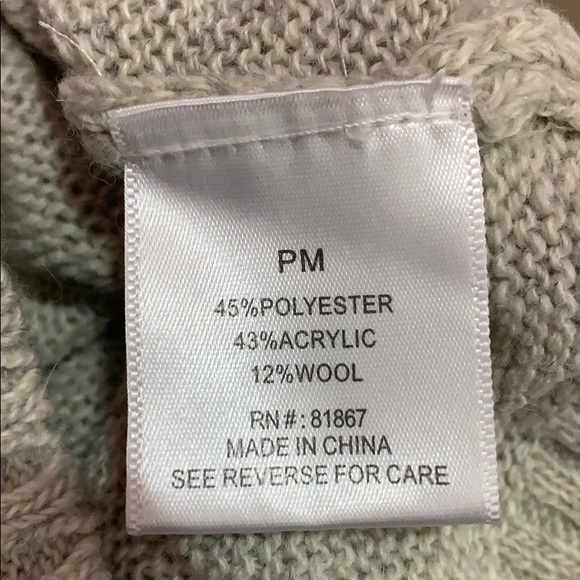 PM
45%POLYESTER
43%ACRYLIC
12%WOOL
RN#:81867
MADE IN CHINA
SEE REVERSE FOR CARE